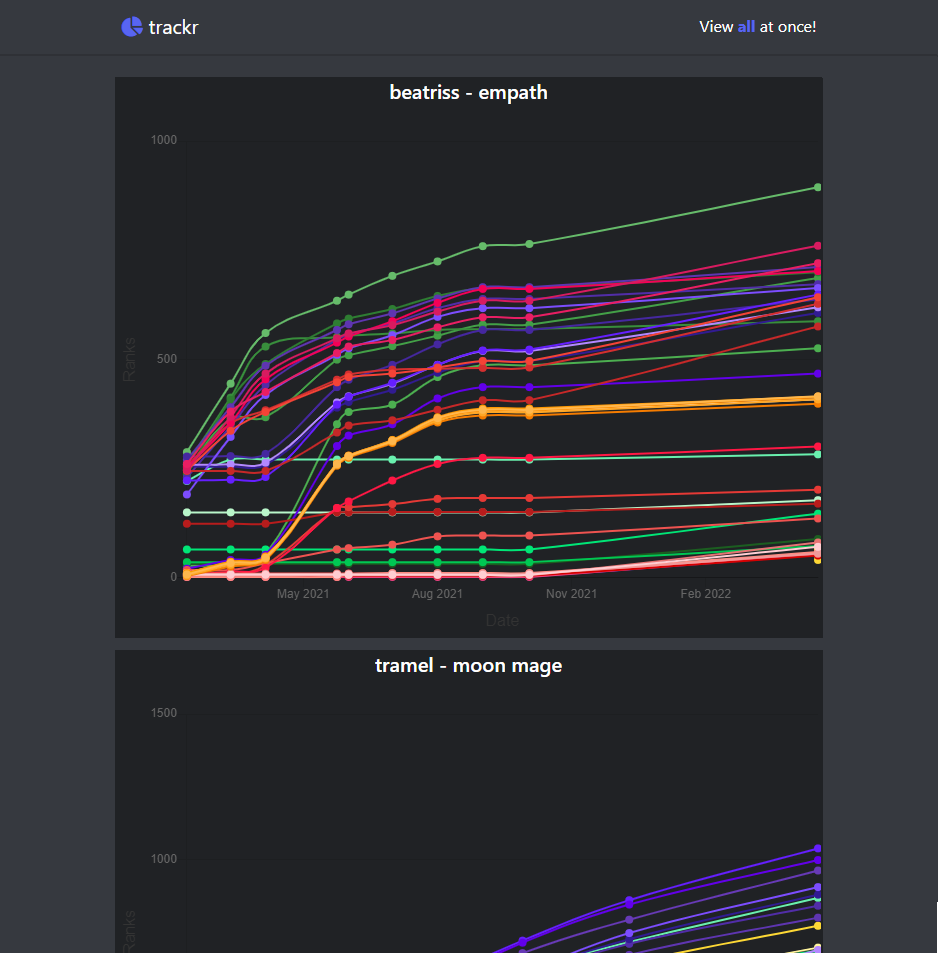 trackr
View all at once!
beatriss - empath
1000
Ranks
500
0
May 2021 Aug 2021 Nov 2021 Feb 2022
Date
tramel - moon mage
1500
1000
Ranks